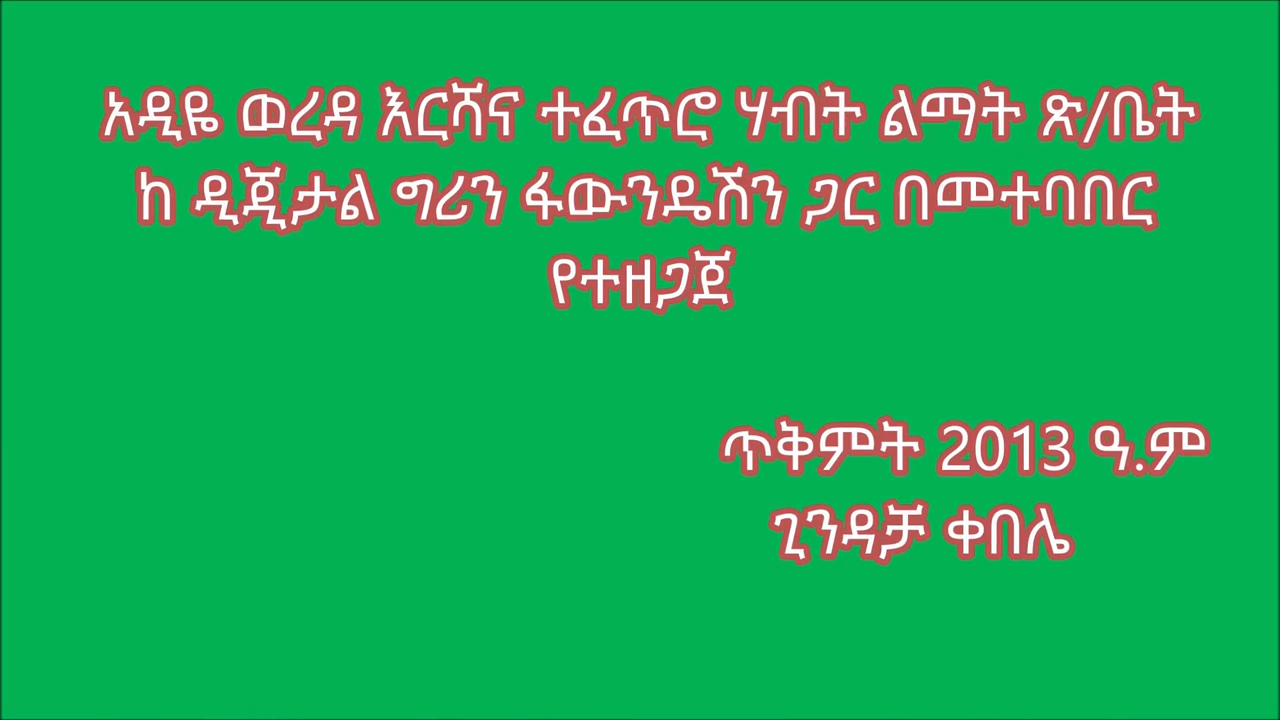 አዲዬ ወረዳ እርሻና ተፈጥሮ ሃብት ልማት ጽ/ቤት
ከ ዲጂታል ግሪን ፋውንዴሽን ጋር በመተባበር
የተዘጋጀ
ጥቅምት 2013 ዓ.ም
ጊንዳቻ ቀበሌ